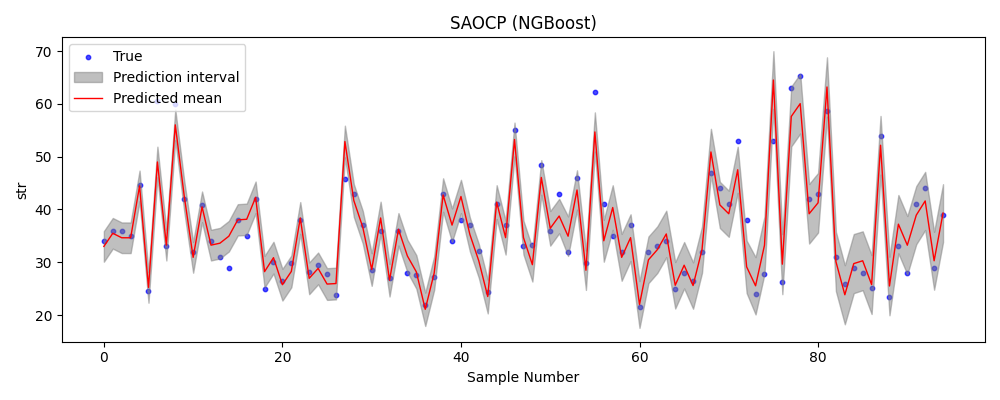 SAOCP (NGBoost)
True
Prediction interval
Predicted mean
70
60
50
40
30
20
str
0 20 40 60 80
Sample Number